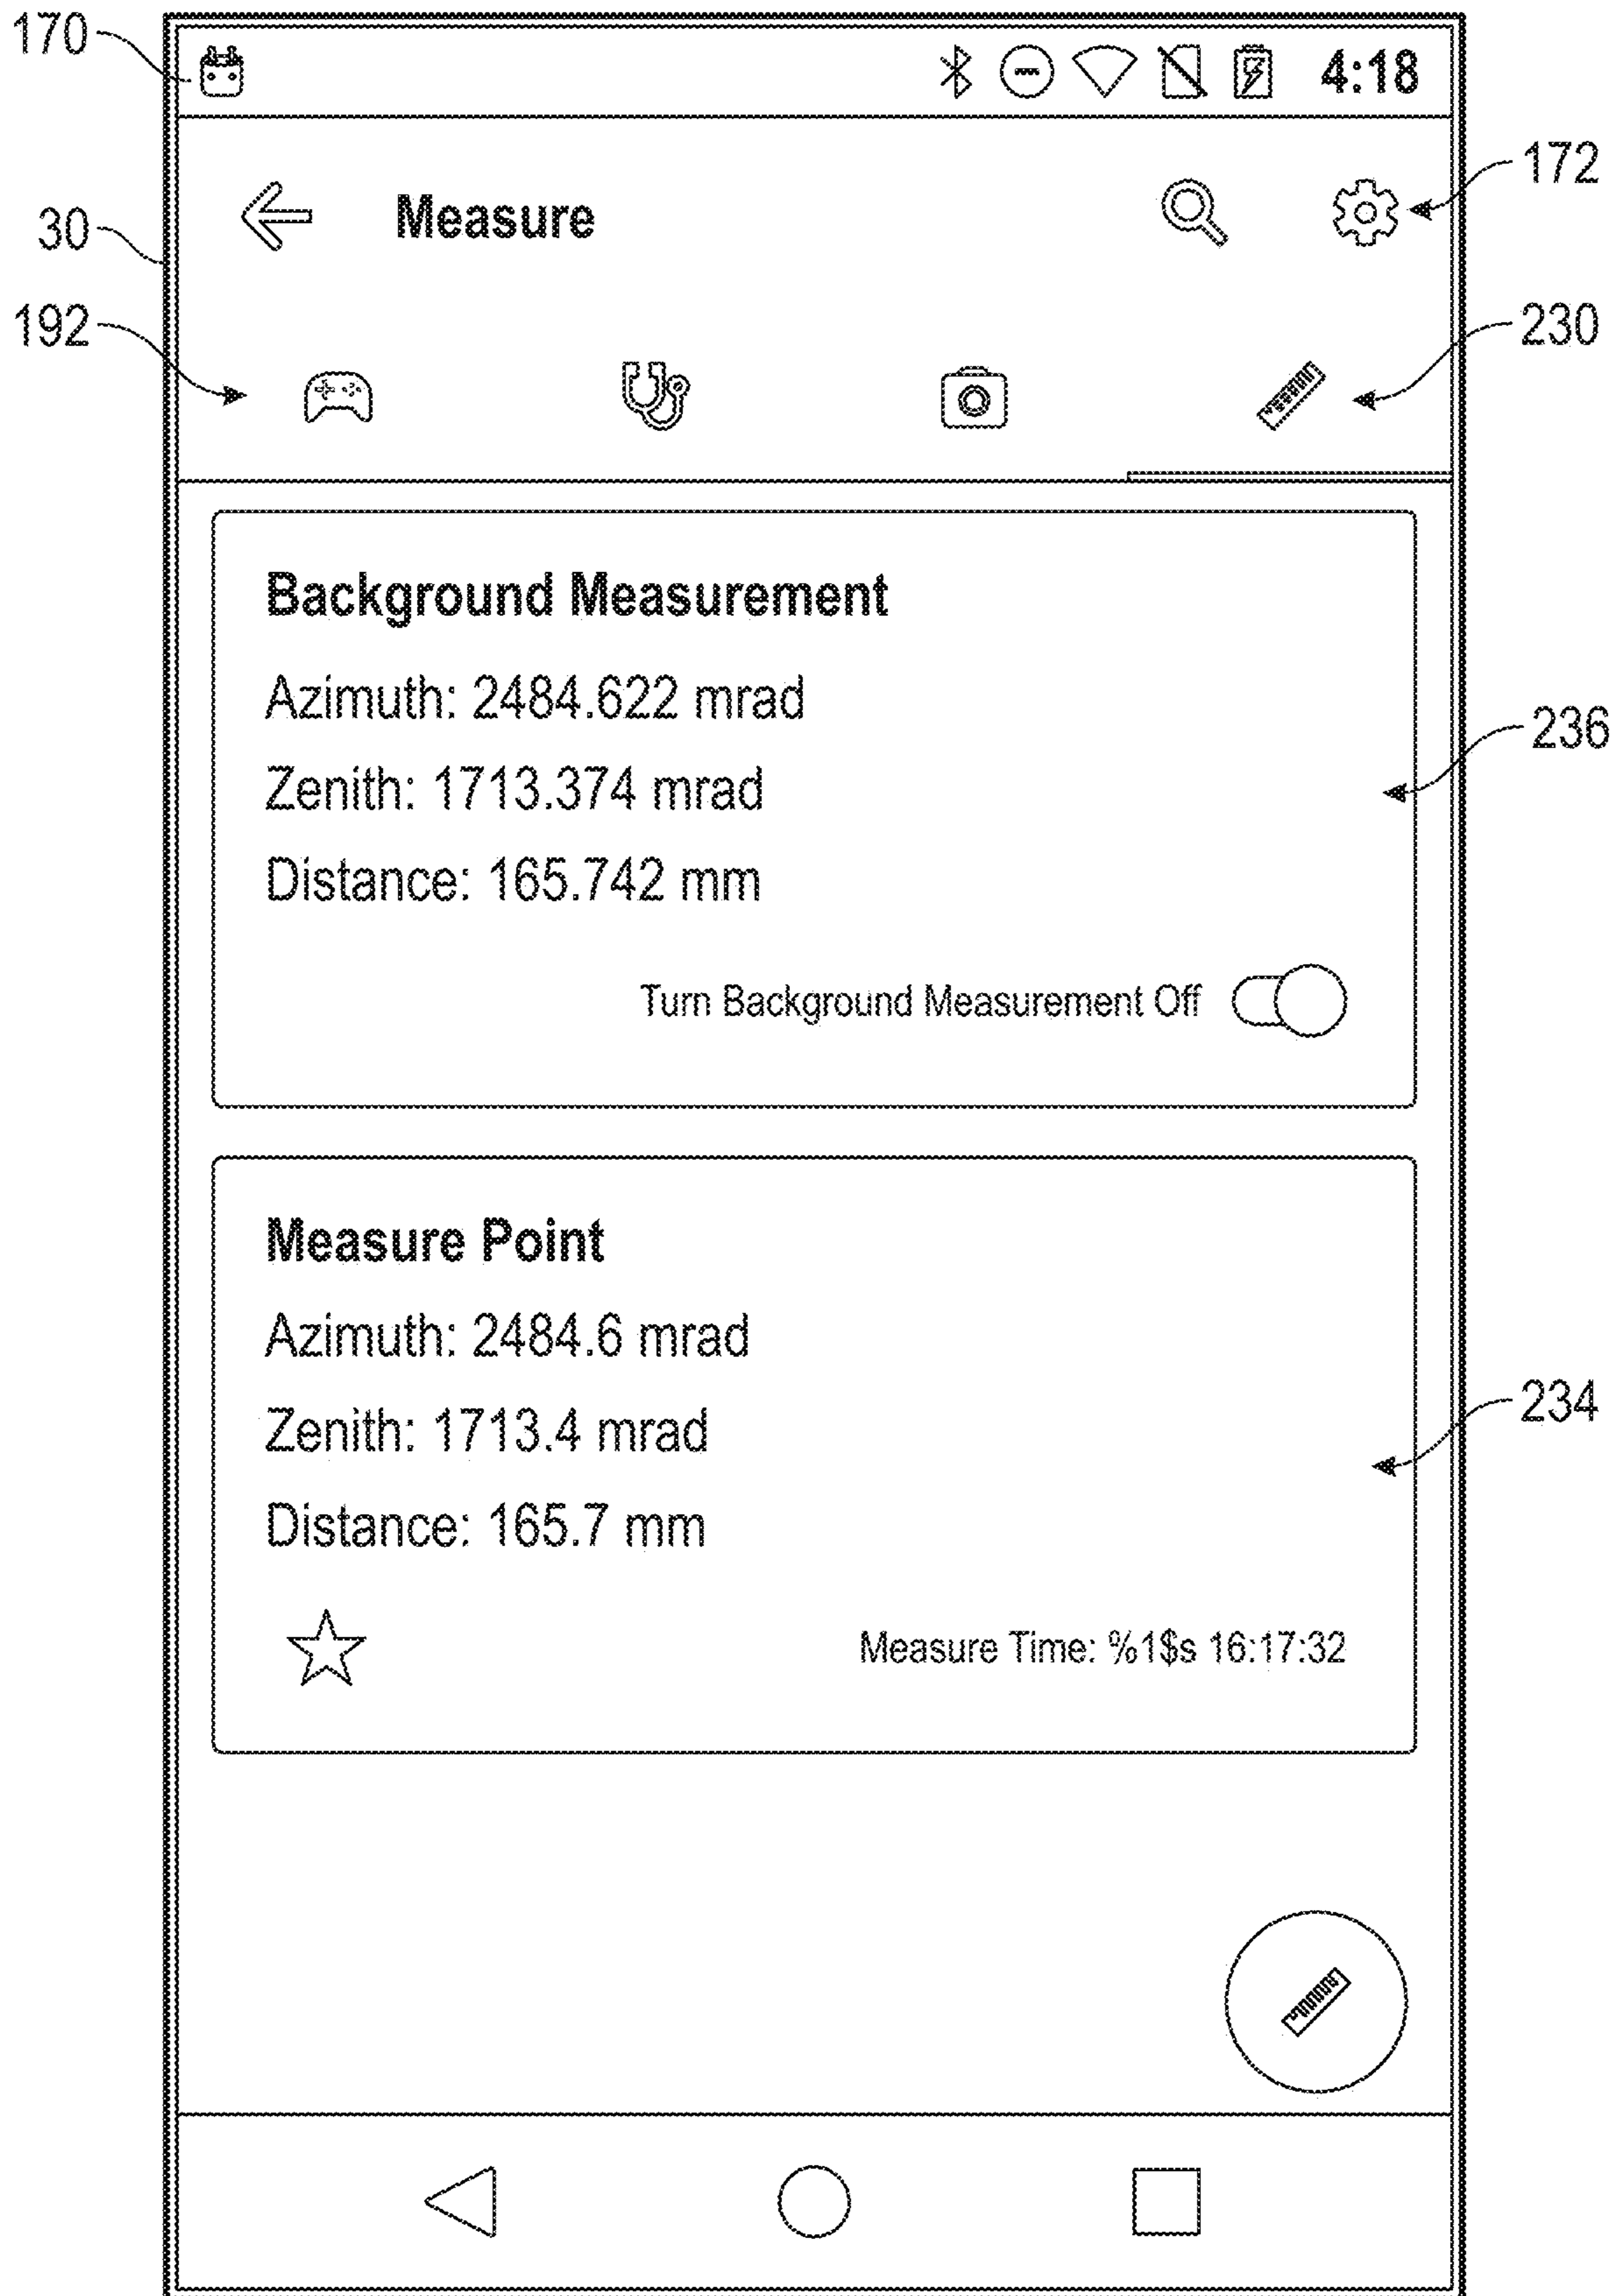 170
4:18
172
Measure
30
192
230
Background Measurement
Azimuth: 2484.622 mrad
236
Zenith: 1713.374 mrad
Distance: 165.742 mm
Turn Background Measurement Off
Measure Point
Azimuth: 2484.6 mrad
234
Zenith: 1713.4 mrad
Distance: 165.7 mm
Measure Time: %1$s 16:17:32